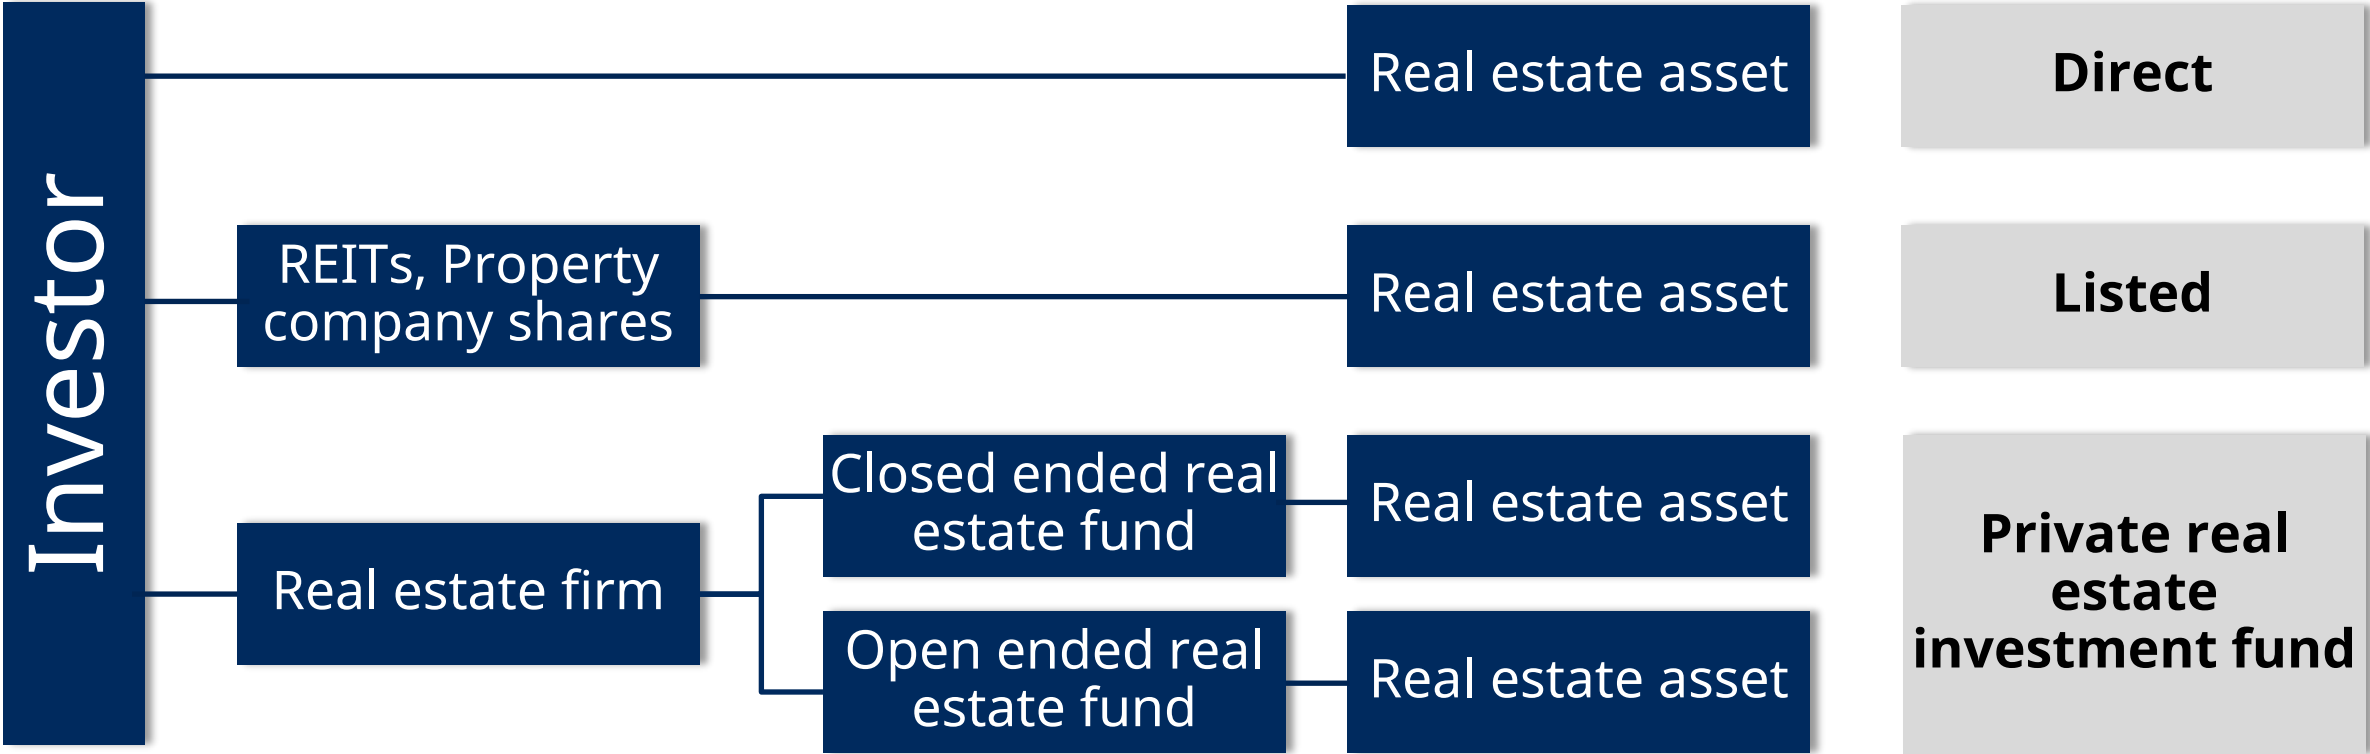 Investor
Real estate asset
Direct
REITs, Property
company shares
Real estate asset
Listed
Real estate firm
Closed ended real
estate fund
Real estate asset
Open ended real
estate fund
Real estate asset
Private real
estate
investment fund